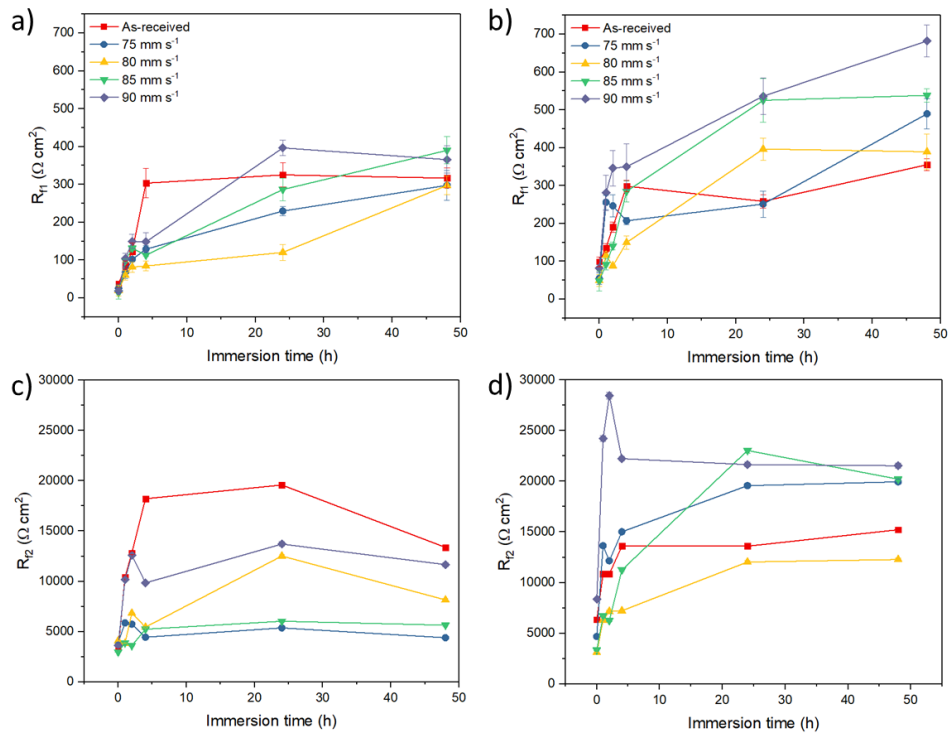 a)
700
600
500
400
300
200
100
0
R_f1 (Ω cm²)
As-received
75 mm s⁻¹
80 mm s⁻¹
85 mm s⁻¹
90 mm s⁻¹
0 10 20 30 40 50
Immersion time (h)
b)
700
600
500
400
300
200
100
0
R_f1 (Ω cm²)
As-received
75 mm s⁻¹
80 mm s⁻¹
85 mm s⁻¹
90 mm s⁻¹
0 10 20 30 40 50
Immersion time (h)
c)
30000
25000
20000
15000
10000
5000
0
R_f2 (Ω cm²)
0 10 20 30 40 50
Immersion time (h)
d)
30000
25000
20000
15000
10000
5000
0
R_f2 (Ω cm²)
0 10 20 30 40 50
Immersion time (h)